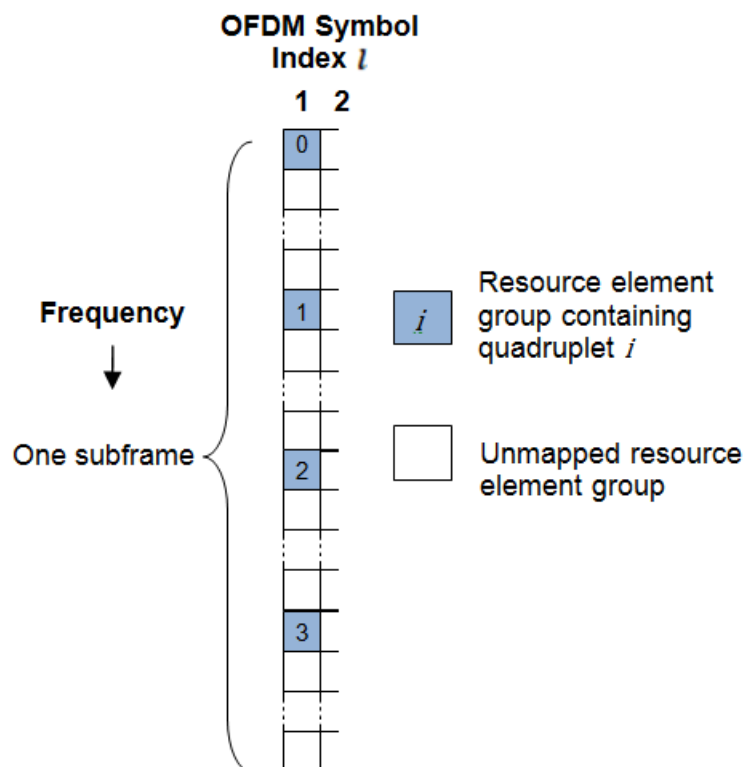 OFDM Symbol
Index l
1 2
0
1
2
3
Frequency
One subframe
i
Resource element
group containing
quadruplet i
Unmapped resource
element group